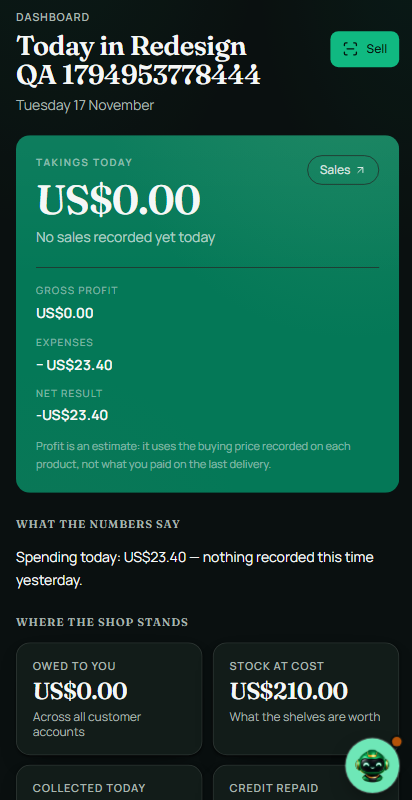 DASHBOARD
Today in Redesign
QA 1794953778444
Sell
Tuesday 17 November
TAKINGS TODAY
Sales
US$0.00
No sales recorded yet today
GROSS PROFIT
US$0.00
EXPENSES
− US$23.40
NET RESULT
-US$23.40
Profit is an estimate: it uses the buying price recorded on each
product, not what you paid on the last delivery.
WHAT THE NUMBERS SAY
Spending today: US$23.40 — nothing recorded this time
yesterday.
WHERE THE SHOP STANDS
OWED TO YOU
US$0.00
Across all customer
accounts
STOCK AT COST
US$210.00
What the shelves are worth
COLLECTED TODAY
CREDIT REPAID